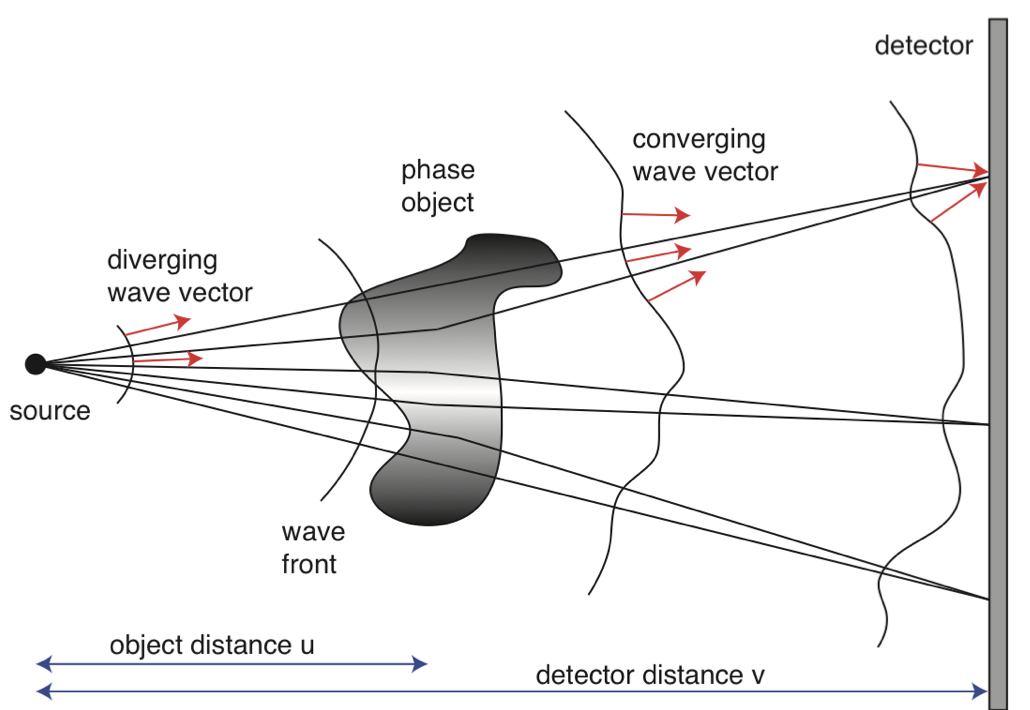 detector
converging
wave vector
phase
object
diverging
wave vector
source
wave
front
object distance u
detector distance v